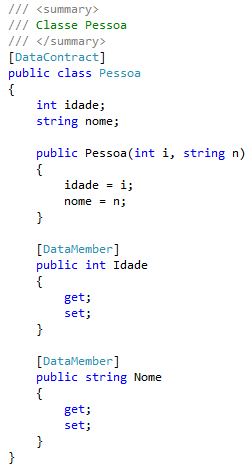 /// <summary>
/// Classe Pessoa
/// </summary>
[DataContract]
public class Pessoa
{
    int idade;
    string nome;

    public Pessoa(int i, string n)
    {
        idade = i;
        nome = n;
    }

    [DataMember]
    public int Idade
    {
        get;
        set;
    }

    [DataMember]
    public string Nome
    {
        get;
        set;
    }
}